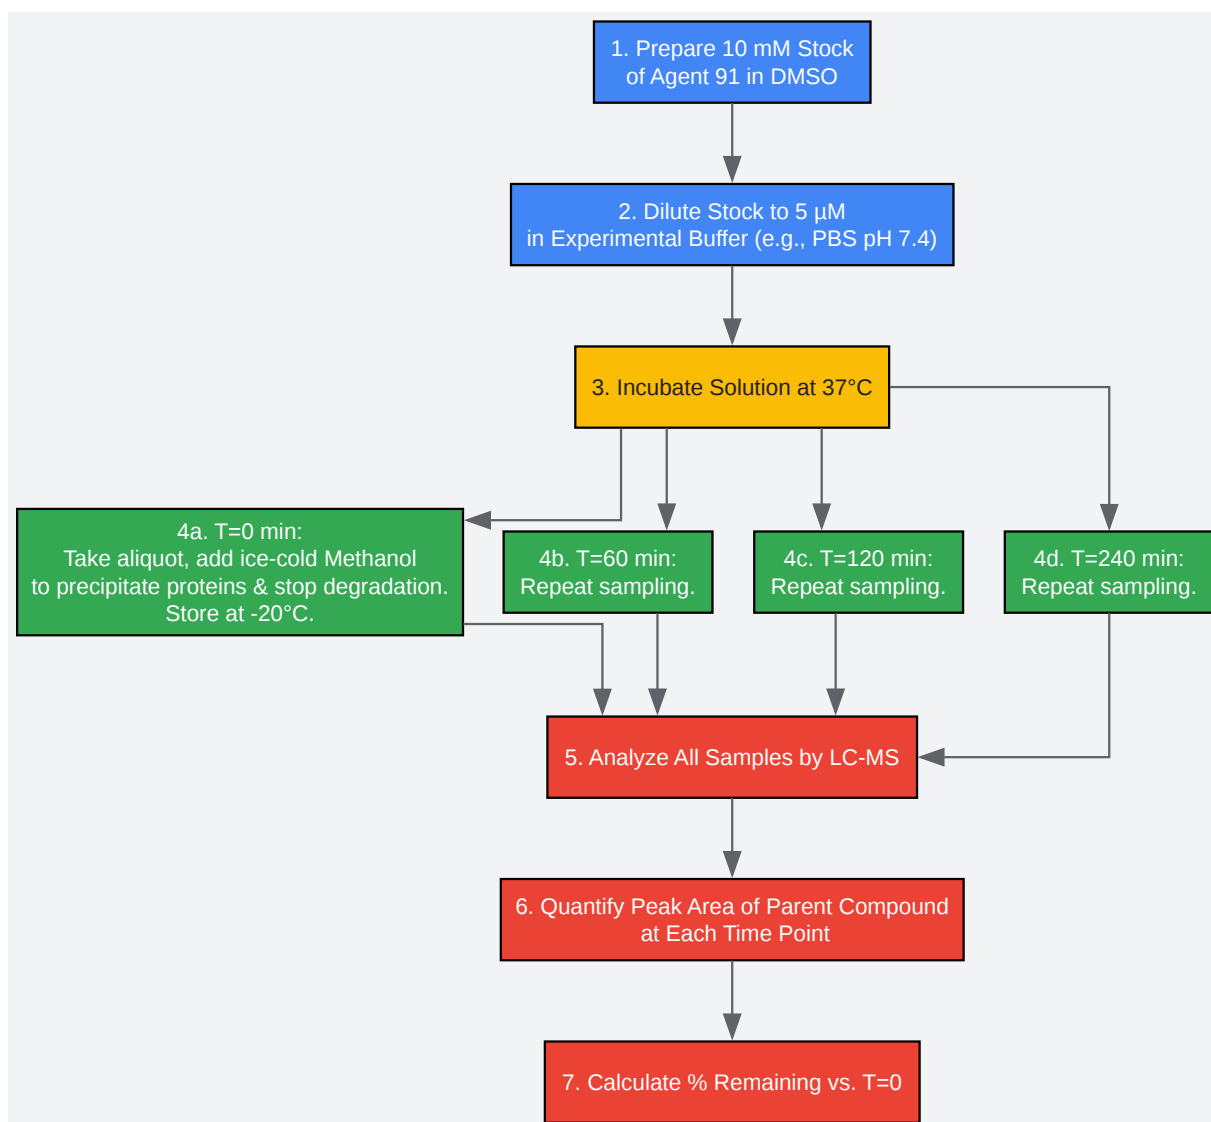 1. Prepare 10 mM Stock
of Agent 91 in DMSO
2. Dilute Stock to 5 µM
in Experimental Buffer (e.g., PBS pH 7.4)
3. Incubate Solution at 37°C
4a. T=0 min:
Take aliquot, add ice-cold Methanol
to precipitate proteins & stop degradation.
Store at -20°C.
4b. T=60 min:
Repeat sampling.
4c. T=120 min:
Repeat sampling.
4d. T=240 min:
Repeat sampling.
5. Analyze All Samples by LC-MS
6. Quantify Peak Area of Parent Compound
at Each Time Point
7. Calculate % Remaining vs. T=0